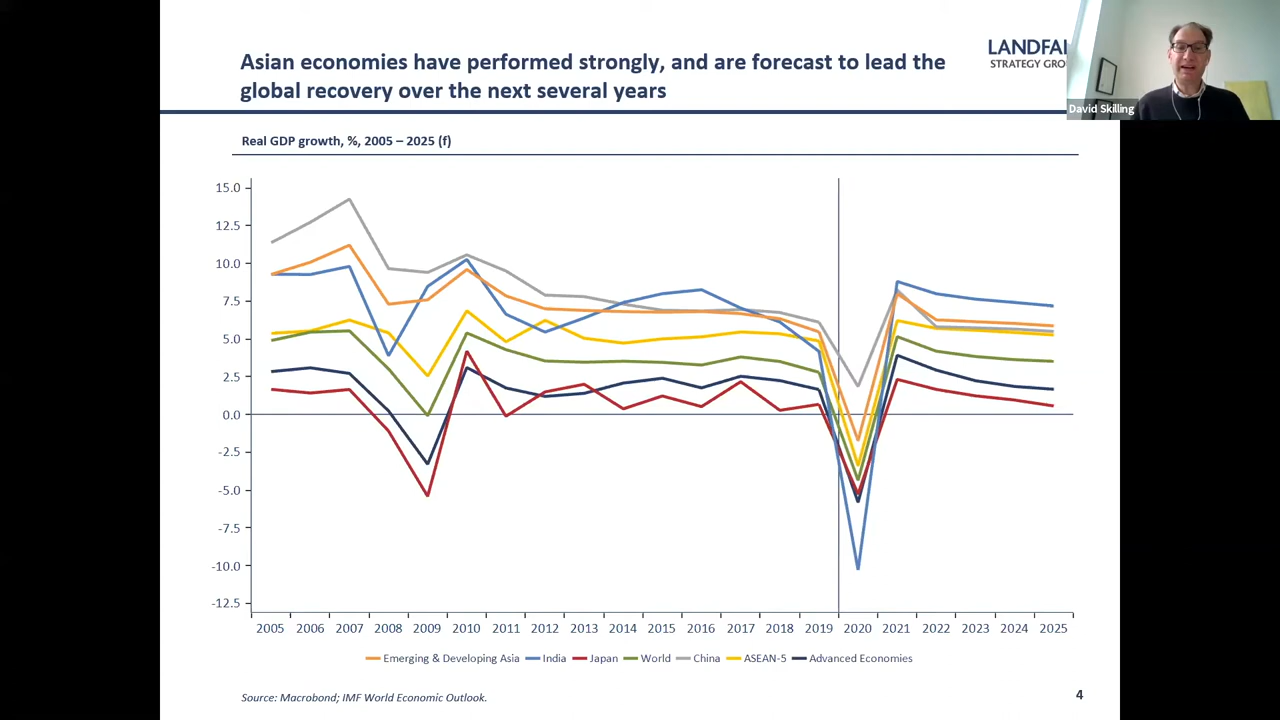 Asian economies have performed strongly, and are forecast to lead the
global recovery over the next several years
STRATEGY
David Skilling
Real GDP growth, %, 2005 – 2025 (f)
15.0
12.5
10.0
7.5
5.0
2.5
0.0
-2.5
-5.0
-7.5
-10.0
-12.5
2005 2006 2007 2008 2009 2010 2011 2012 2013 2014 2015 2016 2017 2018 2019 2020 2021 2022 2023 2024 2025
Emerging & Developing Asia India Japan World China ASEAN-5 Advanced Economies
Source: Macrobond; IMF World Economic Outlook.
4